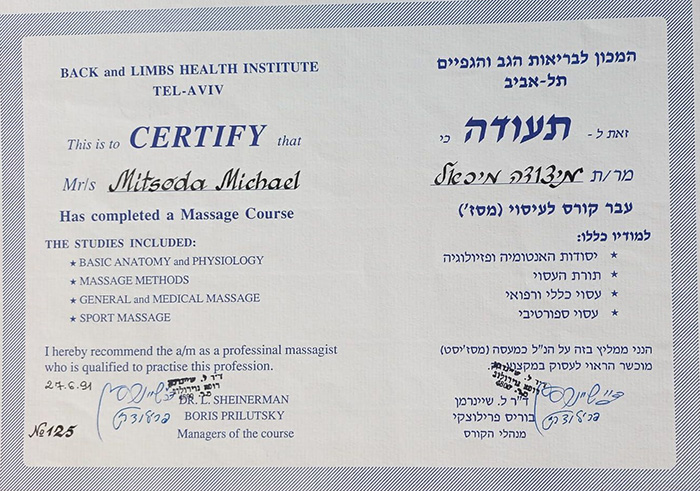 BACK and LIMBS HEALTH INSTITUTE
TEL-AVIV
This is to CERTIFY that
Mr/s Mitsoda Michael
Has completed a Massage Course
THE STUDIES INCLUDED:
★ BASIC ANATOMY and PHYSIOLOGY
★ MASSAGE METHODS
★ GENERAL and MEDICAL MASSAGE
★ SPORT MASSAGE
I hereby recommend the a/m as a professinal massagist
who is qualified to practise this profession.
27.6.91
DR. L. SHEINERMAN
BORIS PRILUTSKY
Managers of the course
№125
המכון לבריאות הגב והגפיים
תל-אביב
זאת ל- תעודה כי
מר/ת מיצודה מיכאל
עבר קורס לעיסוי (מסז')
למודיו כללו:
★ יסודות האנטומיה ופזיולוגיה
★ תורת העסוי
★ עסוי כללי ורפואי
★ עסוי ספורטיבי
הנני ממליץ בזה על הנ"ל כמעסה (מסז'יסט)
מוכשר הראוי לעסוק במקצוע
ד"ר ל. שיינרמן
בוריס פרילוצקי
מנהלי הקורס